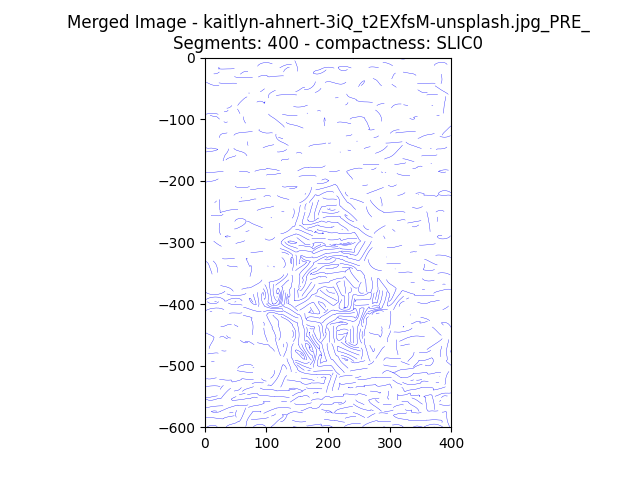 Merged Image - kaitlyn-ahnert-3iQ_t2EXfsM-unsplash.jpg_PRE_
Segments: 400 - compactness: SLIC0
0
−100
−200
−300
−400
−500
−600
0 100 200 300 400